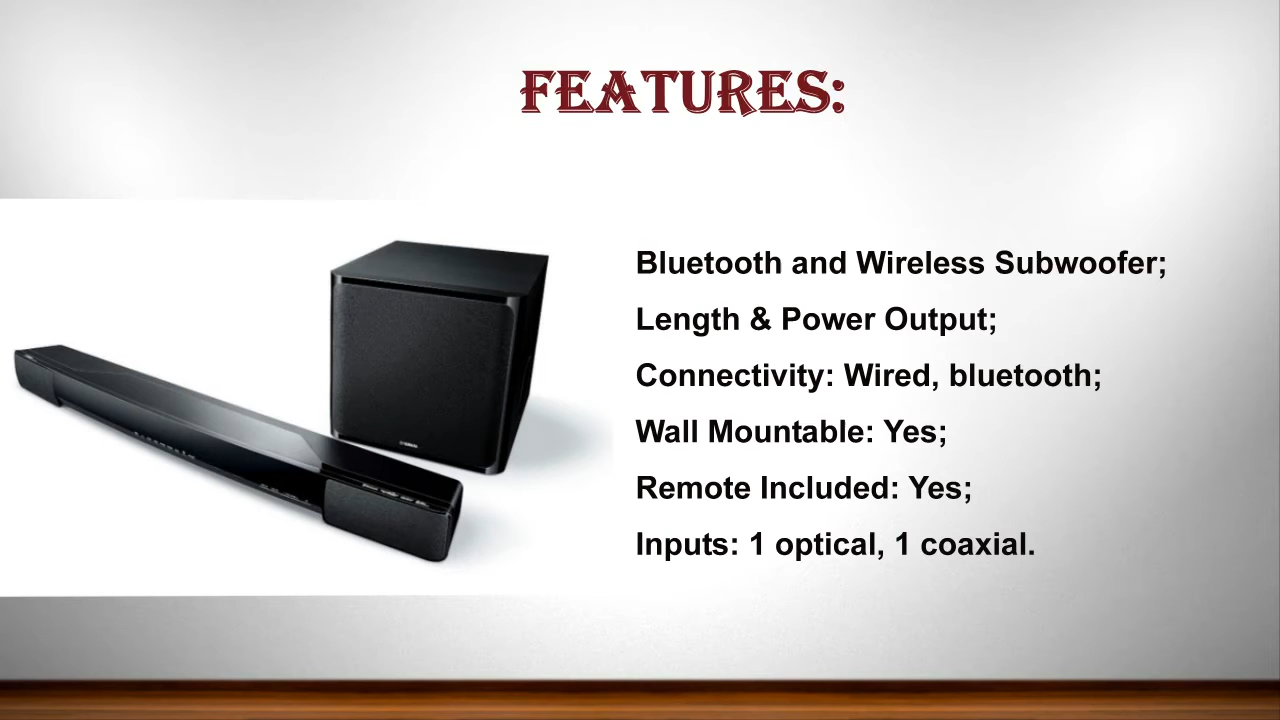 FEATURES:
Bluetooth and Wireless Subwoofer;
Length & Power Output;
Connectivity: Wired, bluetooth;
Wall Mountable: Yes;
Remote Included: Yes;
Inputs: 1 optical, 1 coaxial.